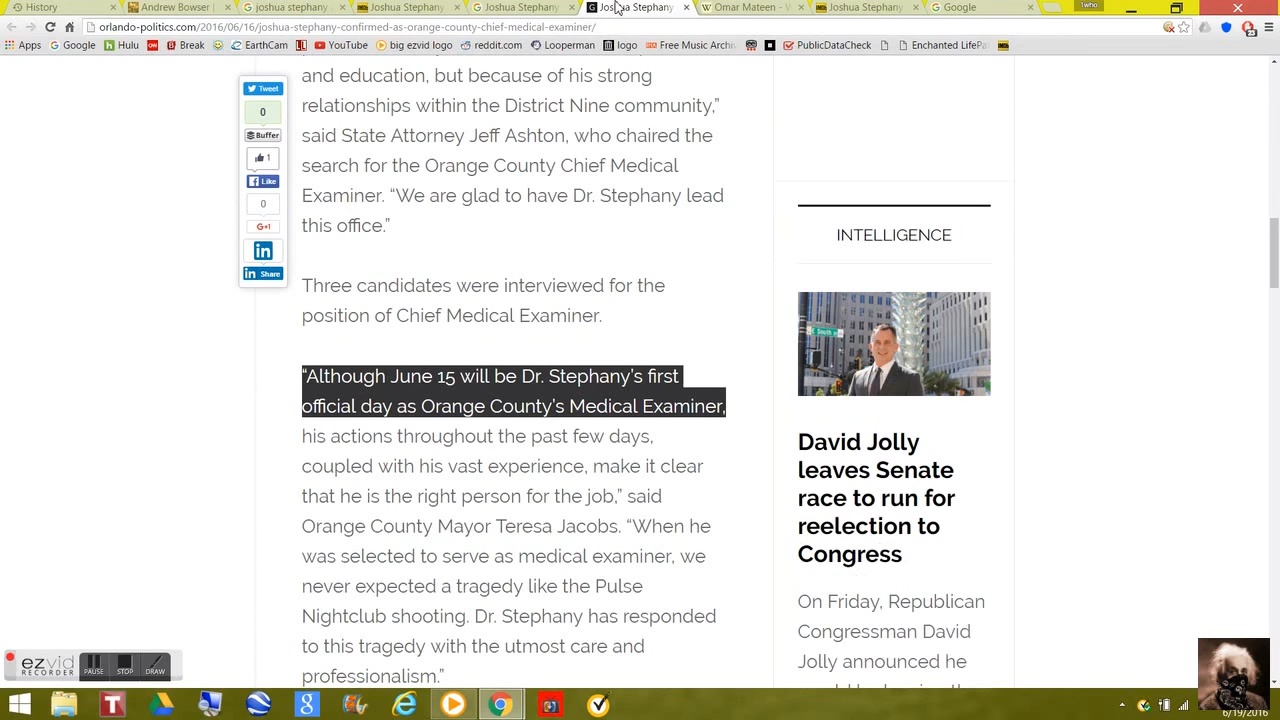 History
Andrew Bowser
joshua stephany
Joshua Stephany
Joshua Stephany
Joshua Stephany
Omar Mateen - W
Joshua Stephany
Google
1who
orlando-politics.com/2016/06/16/joshua-stephany-confirmed-as-orange-county-chief-medical-examiner/
23
Apps
Google
Hulu
W
EarthCam
LL
YouTube
big ezvid logo
reddit.com
Looperman
logo
Free Music Archiv
PublicDataCheck
Enchanted LifePa
Tweet
0
Buffer
1
Like
0
G+1
in
in Share
and education, but because of his strong
relationships within the District Nine community,”
said State Attorney Jeff Ashton, who chaired the
search for the Orange County Chief Medical
Examiner. “We are glad to have Dr. Stephany lead
this office.”
Three candidates were interviewed for the
position of Chief Medical Examiner.
“Although June 15 will be Dr. Stephany’s first
official day as Orange County’s Medical Examiner,
his actions throughout the past few days,
coupled with his vast experience, make it clear
that he is the right person for the job,” said
Orange County Mayor Teresa Jacobs. “When he
was selected to serve as medical examiner, we
never expected a tragedy like the Pulse
Nightclub shooting. Dr. Stephany has responded
to this tragedy with the utmost care and
professionalism.”
INTELLIGENCE
South
David Jolly
leaves Senate
race to run for
reelection to
Congress
On Friday, Republican
Congressman David
Jolly announced he
ezvid
RECORDER
PAUSE
STOP
DRAW
6/19/2016